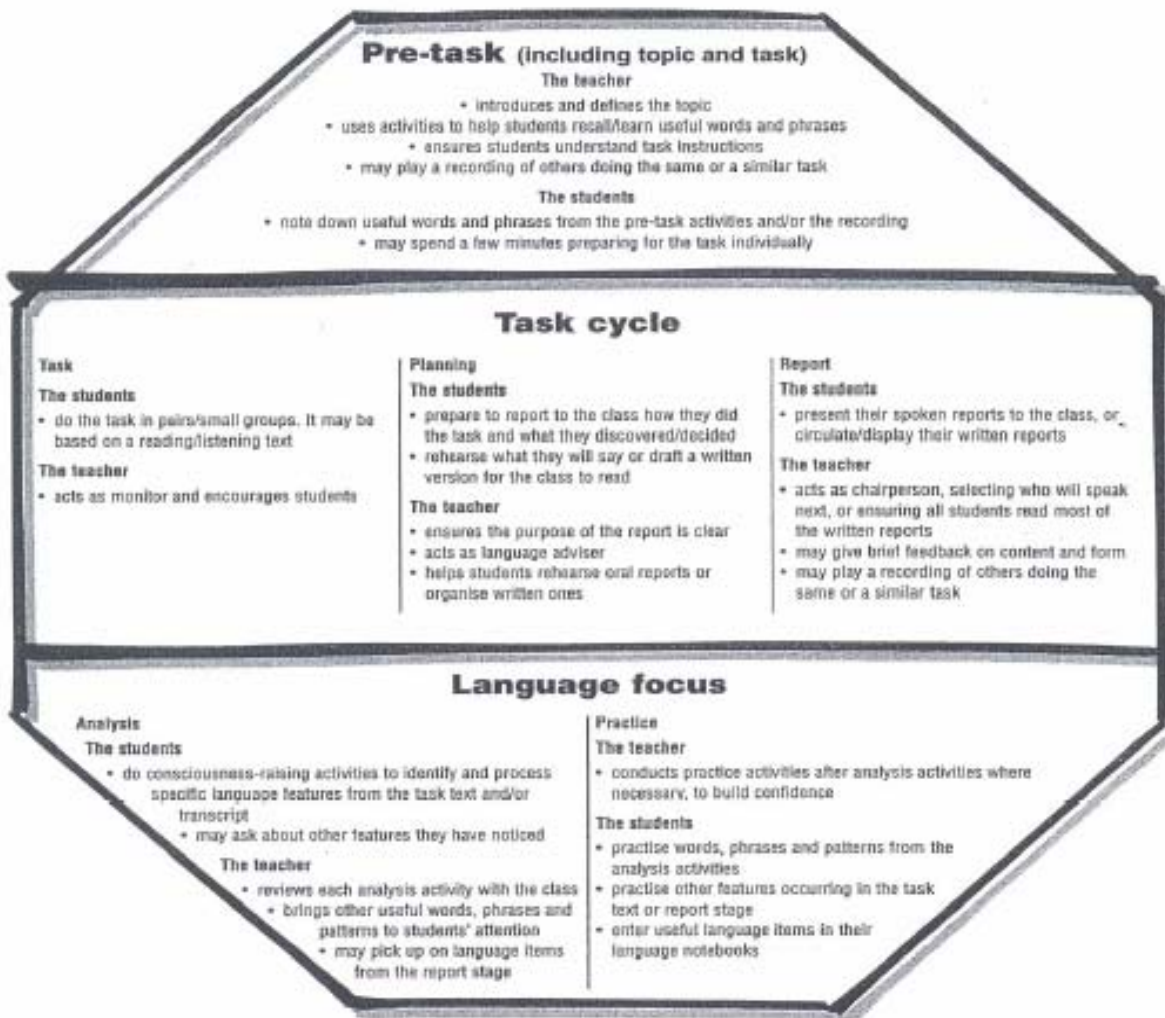 Pre-task (including topic and task)
The teacher
• introduces and defines the topic
• uses activities to help students recall/learn useful words and phrases
• ensures students understand task instructions
• may play a recording of others doing the same or a similar task
The students
• note down useful words and phrases from the pre-task activities and/or the recording
• may spend a few minutes preparing for the task individually
Task cycle
Task
The students
• do the task in pairs/small groups. It may be
based on a reading/listening text
The teacher
• acts as monitor and encourages students
Planning
The students
• prepare to report to the class how they did
the task and what they discovered/decided
• rehearse what they will say or draft a written
version for the class to read
The teacher
• ensures the purpose of the report is clear
• acts as language adviser
• helps students rehearse oral reports or
organise written ones
Report
The students
• present their spoken reports to the class, or
circulate/display their written reports
The teacher
• acts as chairperson, selecting who will speak
next, or ensuring all students read most of
the written reports
• may give brief feedback on content and form
• may play a recording of others doing the
same or a similar task
Language focus
Analysis
The students
• do consciousness-raising activities to identify and process
specific language features from the task text and/or
transcript
• may ask about other features they have noticed
The teacher
• reviews each analysis activity with the class
• brings other useful words, phrases and
patterns to students' attention
• may pick up on language items
from the report stage
Practice
The teacher
• conducts practice activities after analysis activities where
necessary, to build confidence
The students
• practise words, phrases and patterns from the
analysis activities
• practise other features occurring in the task
text or report stage
• enter useful language items in their
language notebooks